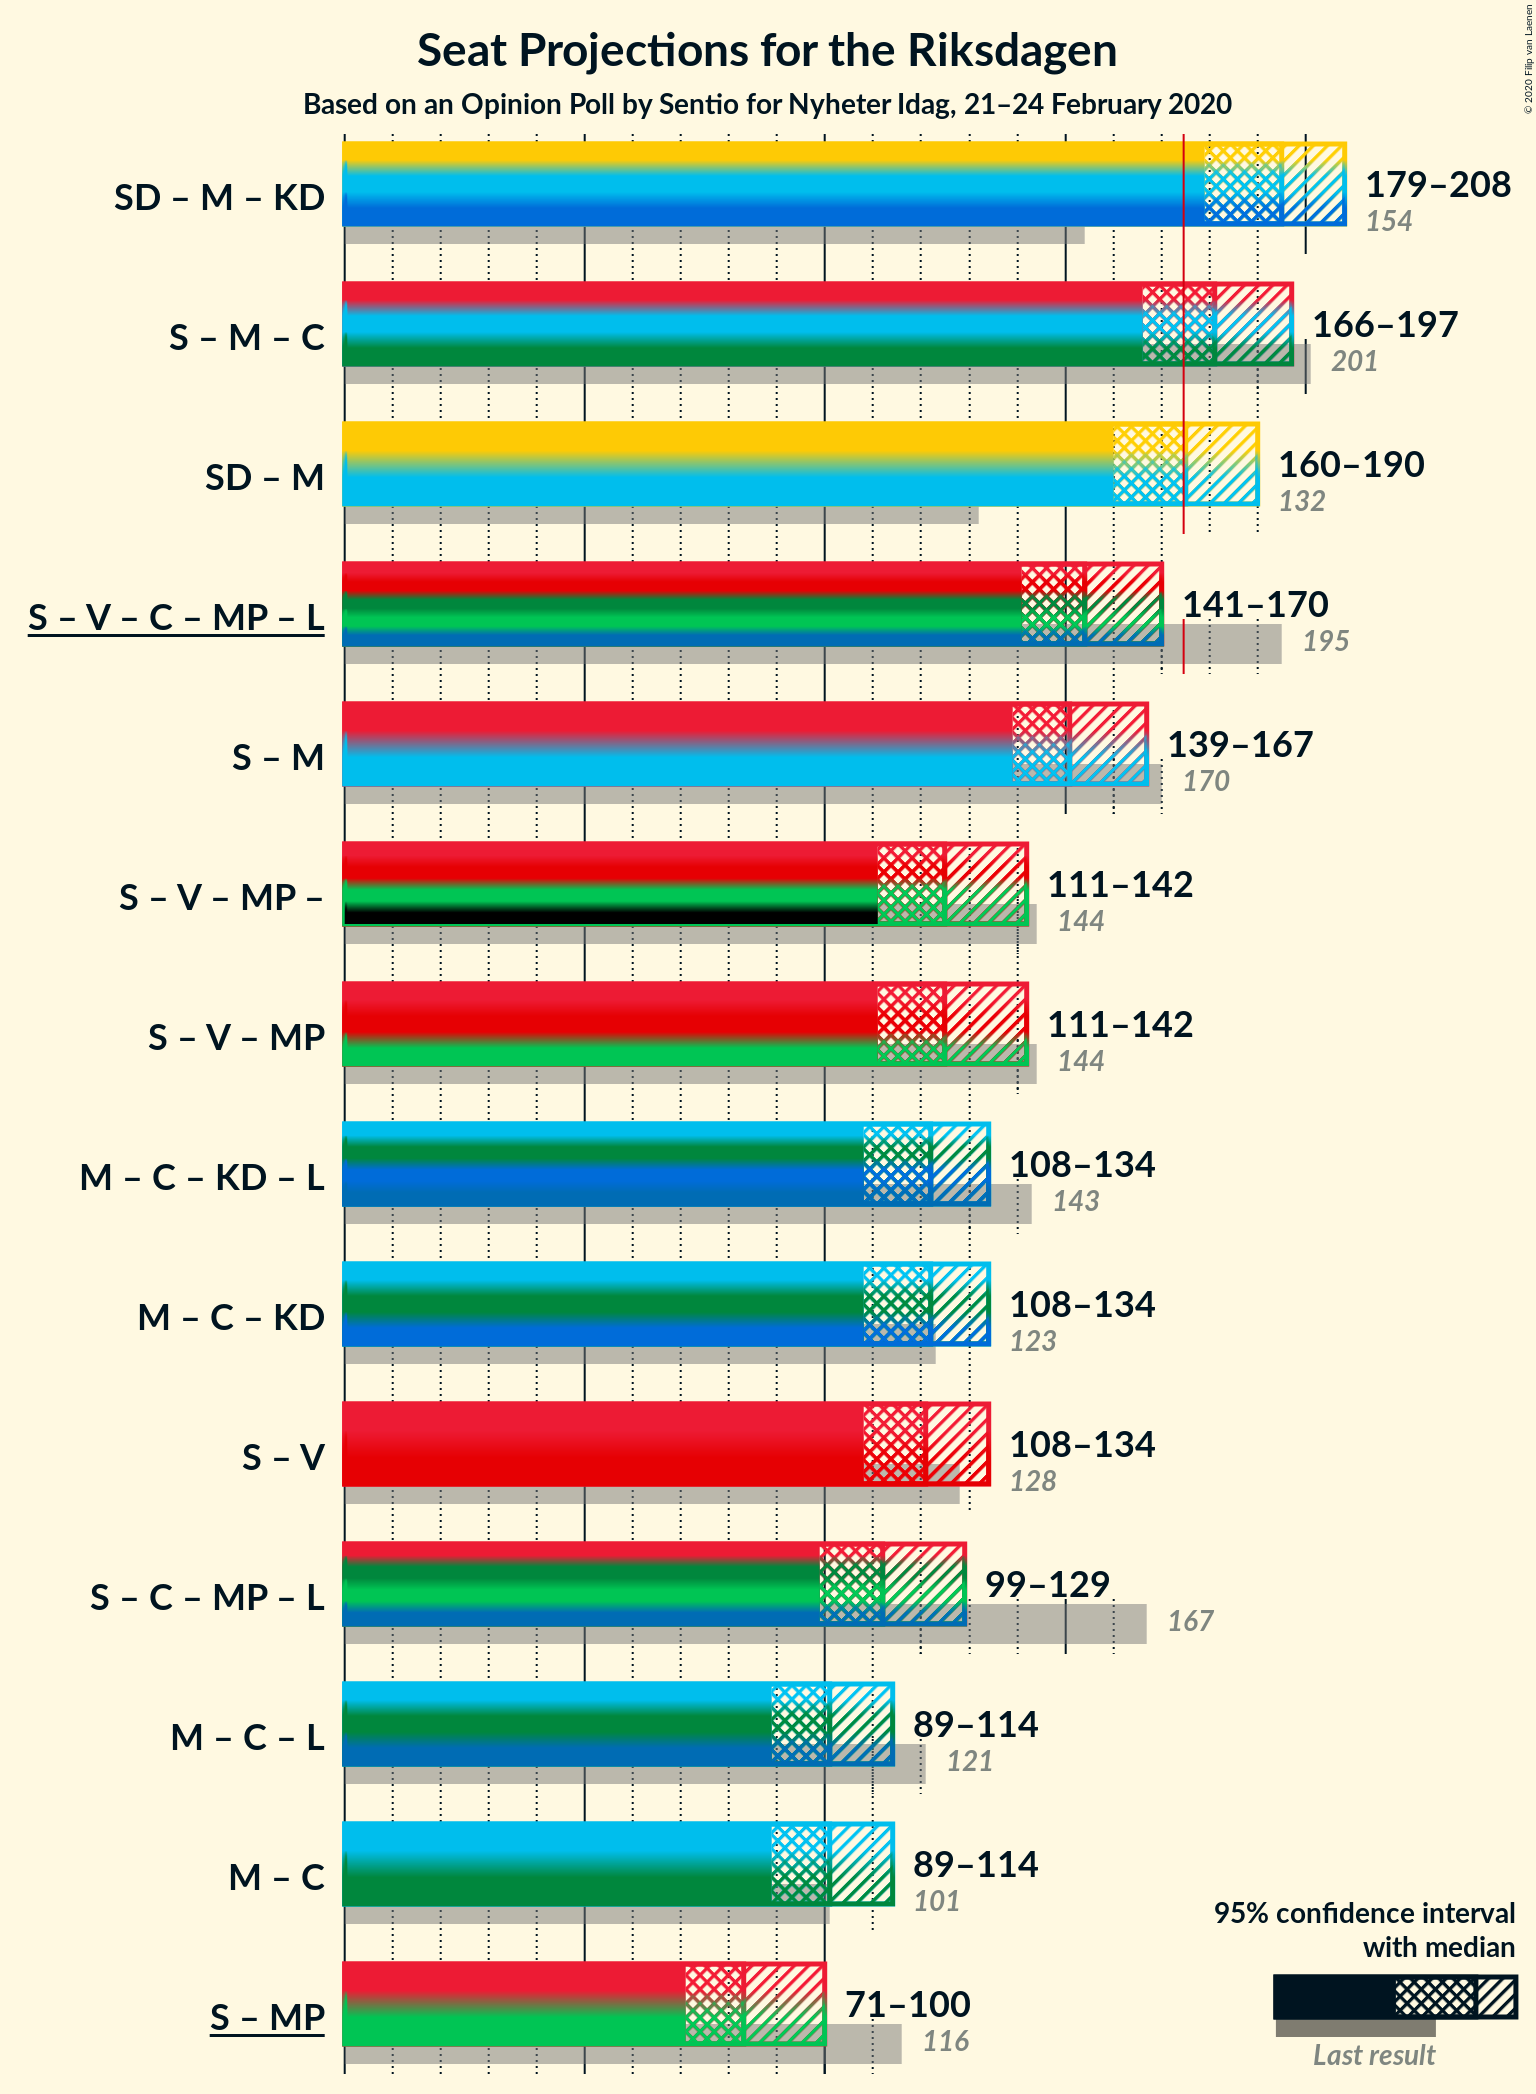 Seat Projections for the Riksdagen
Based on an Opinion Poll by Sentio for Nyheter Idag, 21–24 February 2020
© 2020 Filip van Laenen
SD – M – KD
179–208
154
S – M – C
166–197
201
SD – M
160–190
132
S – V – C – MP – L
141–170
195
S – M
139–167
170
S – V – MP –
111–142
144
S – V – MP
111–142
144
M – C – KD – L
108–134
143
M – C – KD
108–134
123
S – V
108–134
128
S – C – MP – L
99–129
167
M – C – L
89–114
121
M – C
89–114
101
S – MP
71–100
116
95% confidence interval
with median
Last result